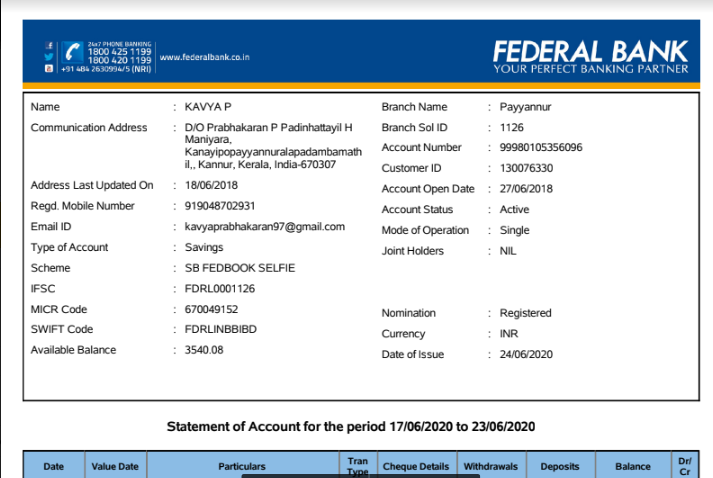 24x7 PHONE BANKING
1800 425 1199
1800 420 1199
+91 484 2630994/5 (NRI)
www.federalbank.co.in
FEDERAL BANK
YOUR PERFECT BANKING PARTNER
Name : KAVYA P
Communication Address : D/O Prabhakaran P Padinhattayil H
Maniyara,
Kanayipopayyannuralapadambamath
il,, Kannur, Kerala, India-670307
Address Last Updated On : 18/06/2018
Regd. Mobile Number : 919048702931
Email ID : kavyaprabhakaran97@gmail.com
Type of Account : Savings
Scheme : SB FEDBOOK SELFIE
IFSC : FDRL0001126
MICR Code : 670049152
SWIFT Code : FDRLINBBIBD
Available Balance : 3540.08
Branch Name : Payyannur
Branch Sol ID : 1126
Account Number : 99980105356096
Customer ID : 130076330
Account Open Date : 27/06/2018
Account Status : Active
Mode of Operation : Single
Joint Holders : NIL
Nomination : Registered
Currency : INR
Date of Issue : 24/06/2020
Statement of Account for the period 17/06/2020 to 23/06/2020
Date Value Date Particulars Tran Type Cheque Details Withdrawals Deposits Balance Dr/ Cr